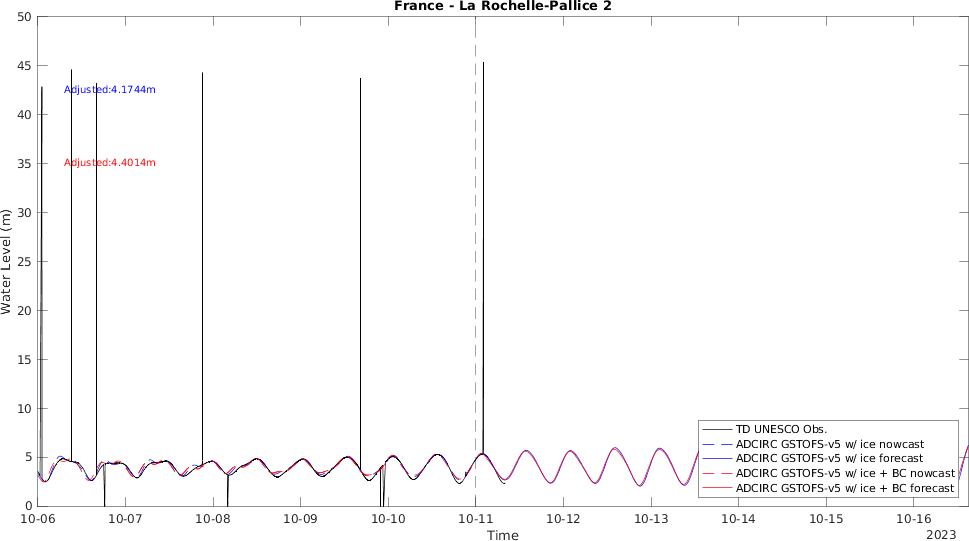 France - La Rochelle-Pallice 2
50
45
40
35
30
25
20
15
10
5
0
Water Level (m)
Adjusted:4.1744m
Adjusted:4.4014m
TD UNESCO Obs.
ADCIRC GSTOFS-v5 w/ ice nowcast
ADCIRC GSTOFS-v5 w/ ice forecast
ADCIRC GSTOFS-v5 w/ ice + BC nowcast
ADCIRC GSTOFS-v5 w/ ice + BC forecast
10-06 10-07 10-08 10-09 10-10 10-11 10-12 10-13 10-14 10-15 10-16
Time
2023